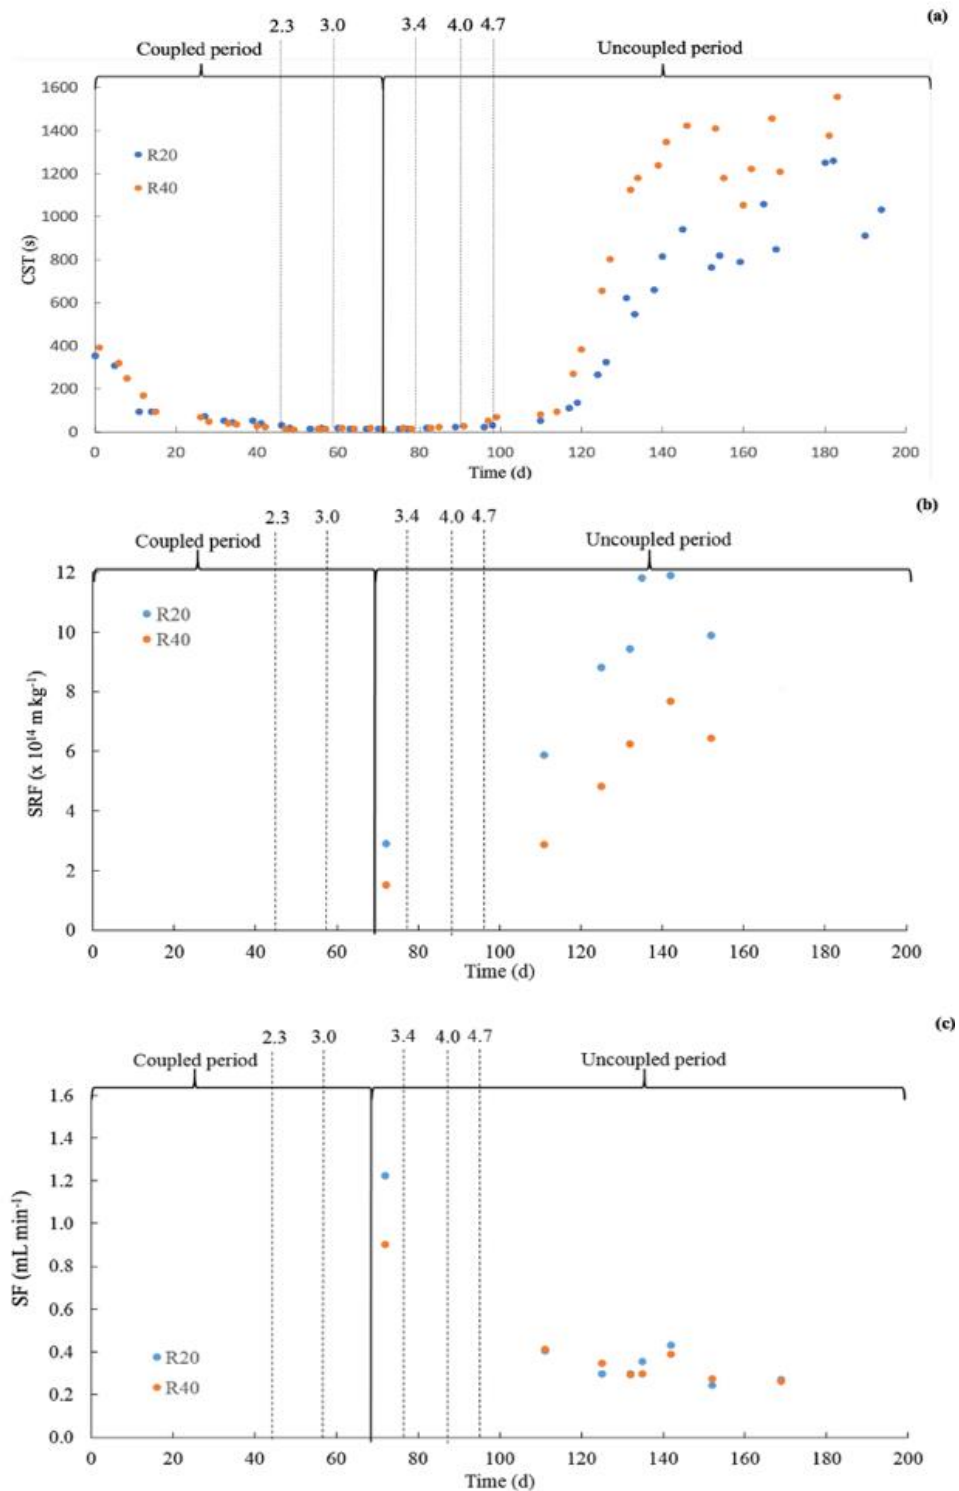 (a)
2.3 3.0 3.4 4.0 4.7
Coupled period Uncoupled period
1600
1400
1200
1000
800
600
400
200
0
CST (s)
R20
R40
0 20 40 60 80 100 120 140 160 180 200
Time (d)
(b)
2.3 3.0 3.4 4.0 4.7
Coupled period Uncoupled period
12
10
8
6
4
2
0
SRF (x 10¹⁴ m kg⁻¹)
R20
R40
0 20 40 60 80 100 120 140 160 180 200
Time (d)
(c)
2.3 3.0 3.4 4.0 4.7
Coupled period Uncoupled period
1.6
1.4
1.2
1.0
0.8
0.6
0.4
0.2
0.0
SF (mL min⁻¹)
R20
R40
0 20 40 60 80 100 120 140 160 180 200
Time (d)